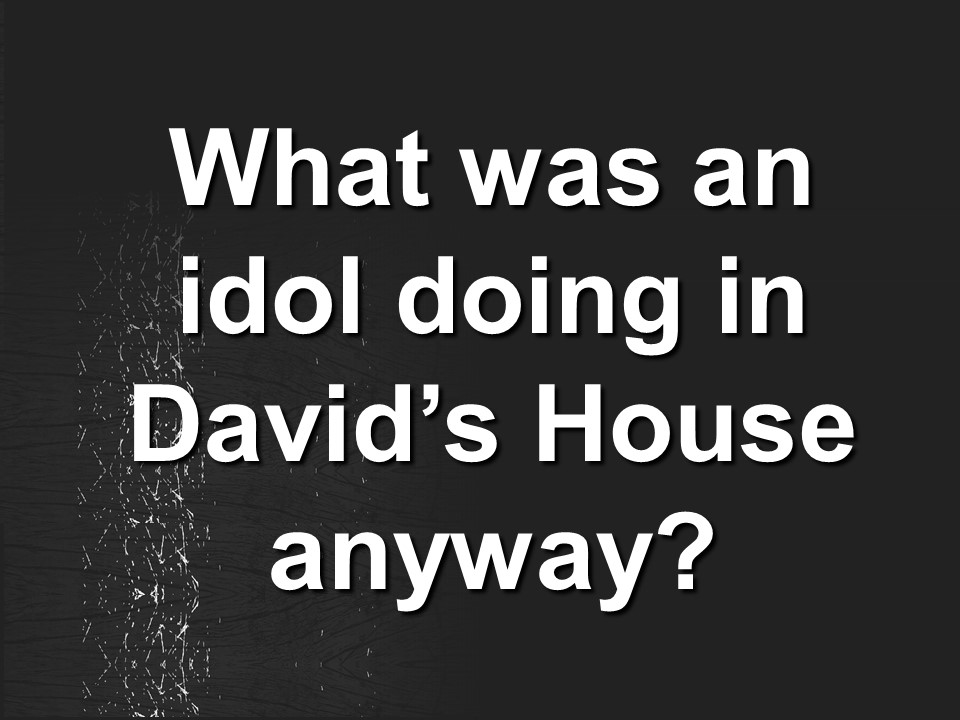 What was an
idol doing in
David’s House
anyway?